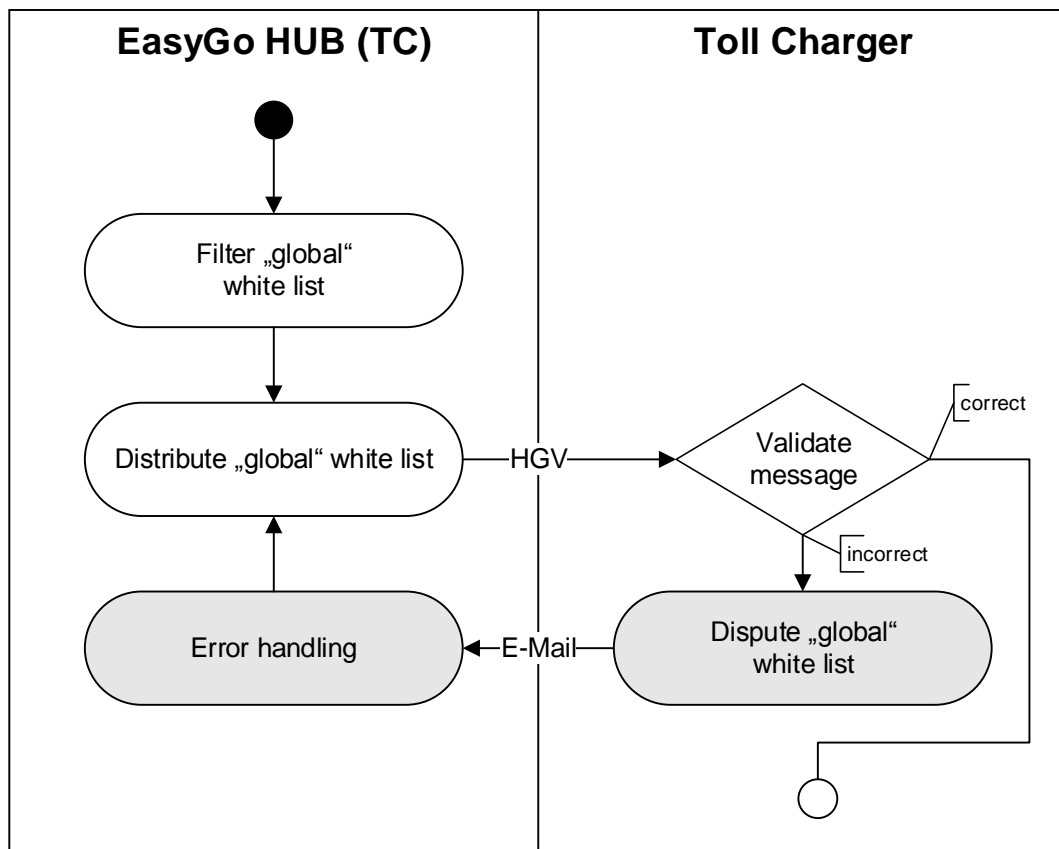 EasyGo HUB (TC)
Toll Charger
Filter „global“
white list
correct
Distribute „global“ white list
HGV
Validate
message
incorrect
Error handling
E-Mail
Dispute „global“
white list